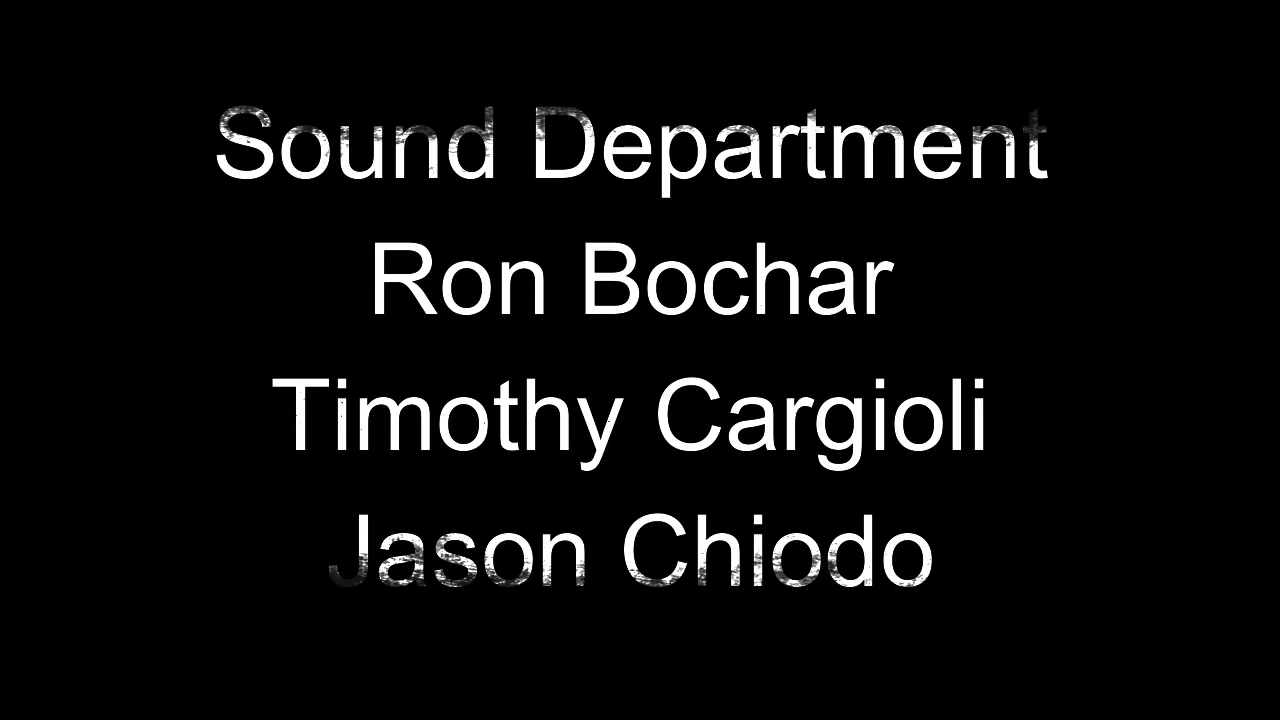 Sound Department
Ron Bochar
Timothy Cargioli
Jason Chiodo